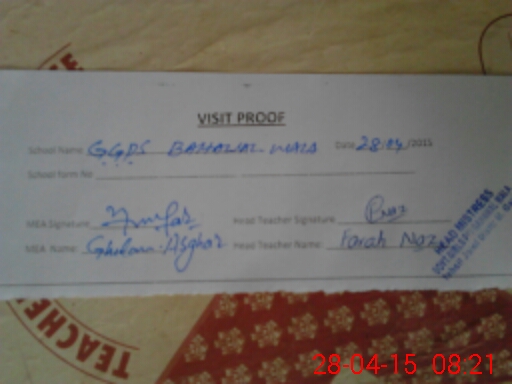 VISIT PROOF
School Name GGPS BAHAWAL WALA Date 28/04/2015
School Form No
MEA Signature Head Teacher Signature
MEA Name: Ghulam Asghar Head Teacher Name: Farah Naz
HEAD MISTRESS
TEACHE
28-04-15 08:21